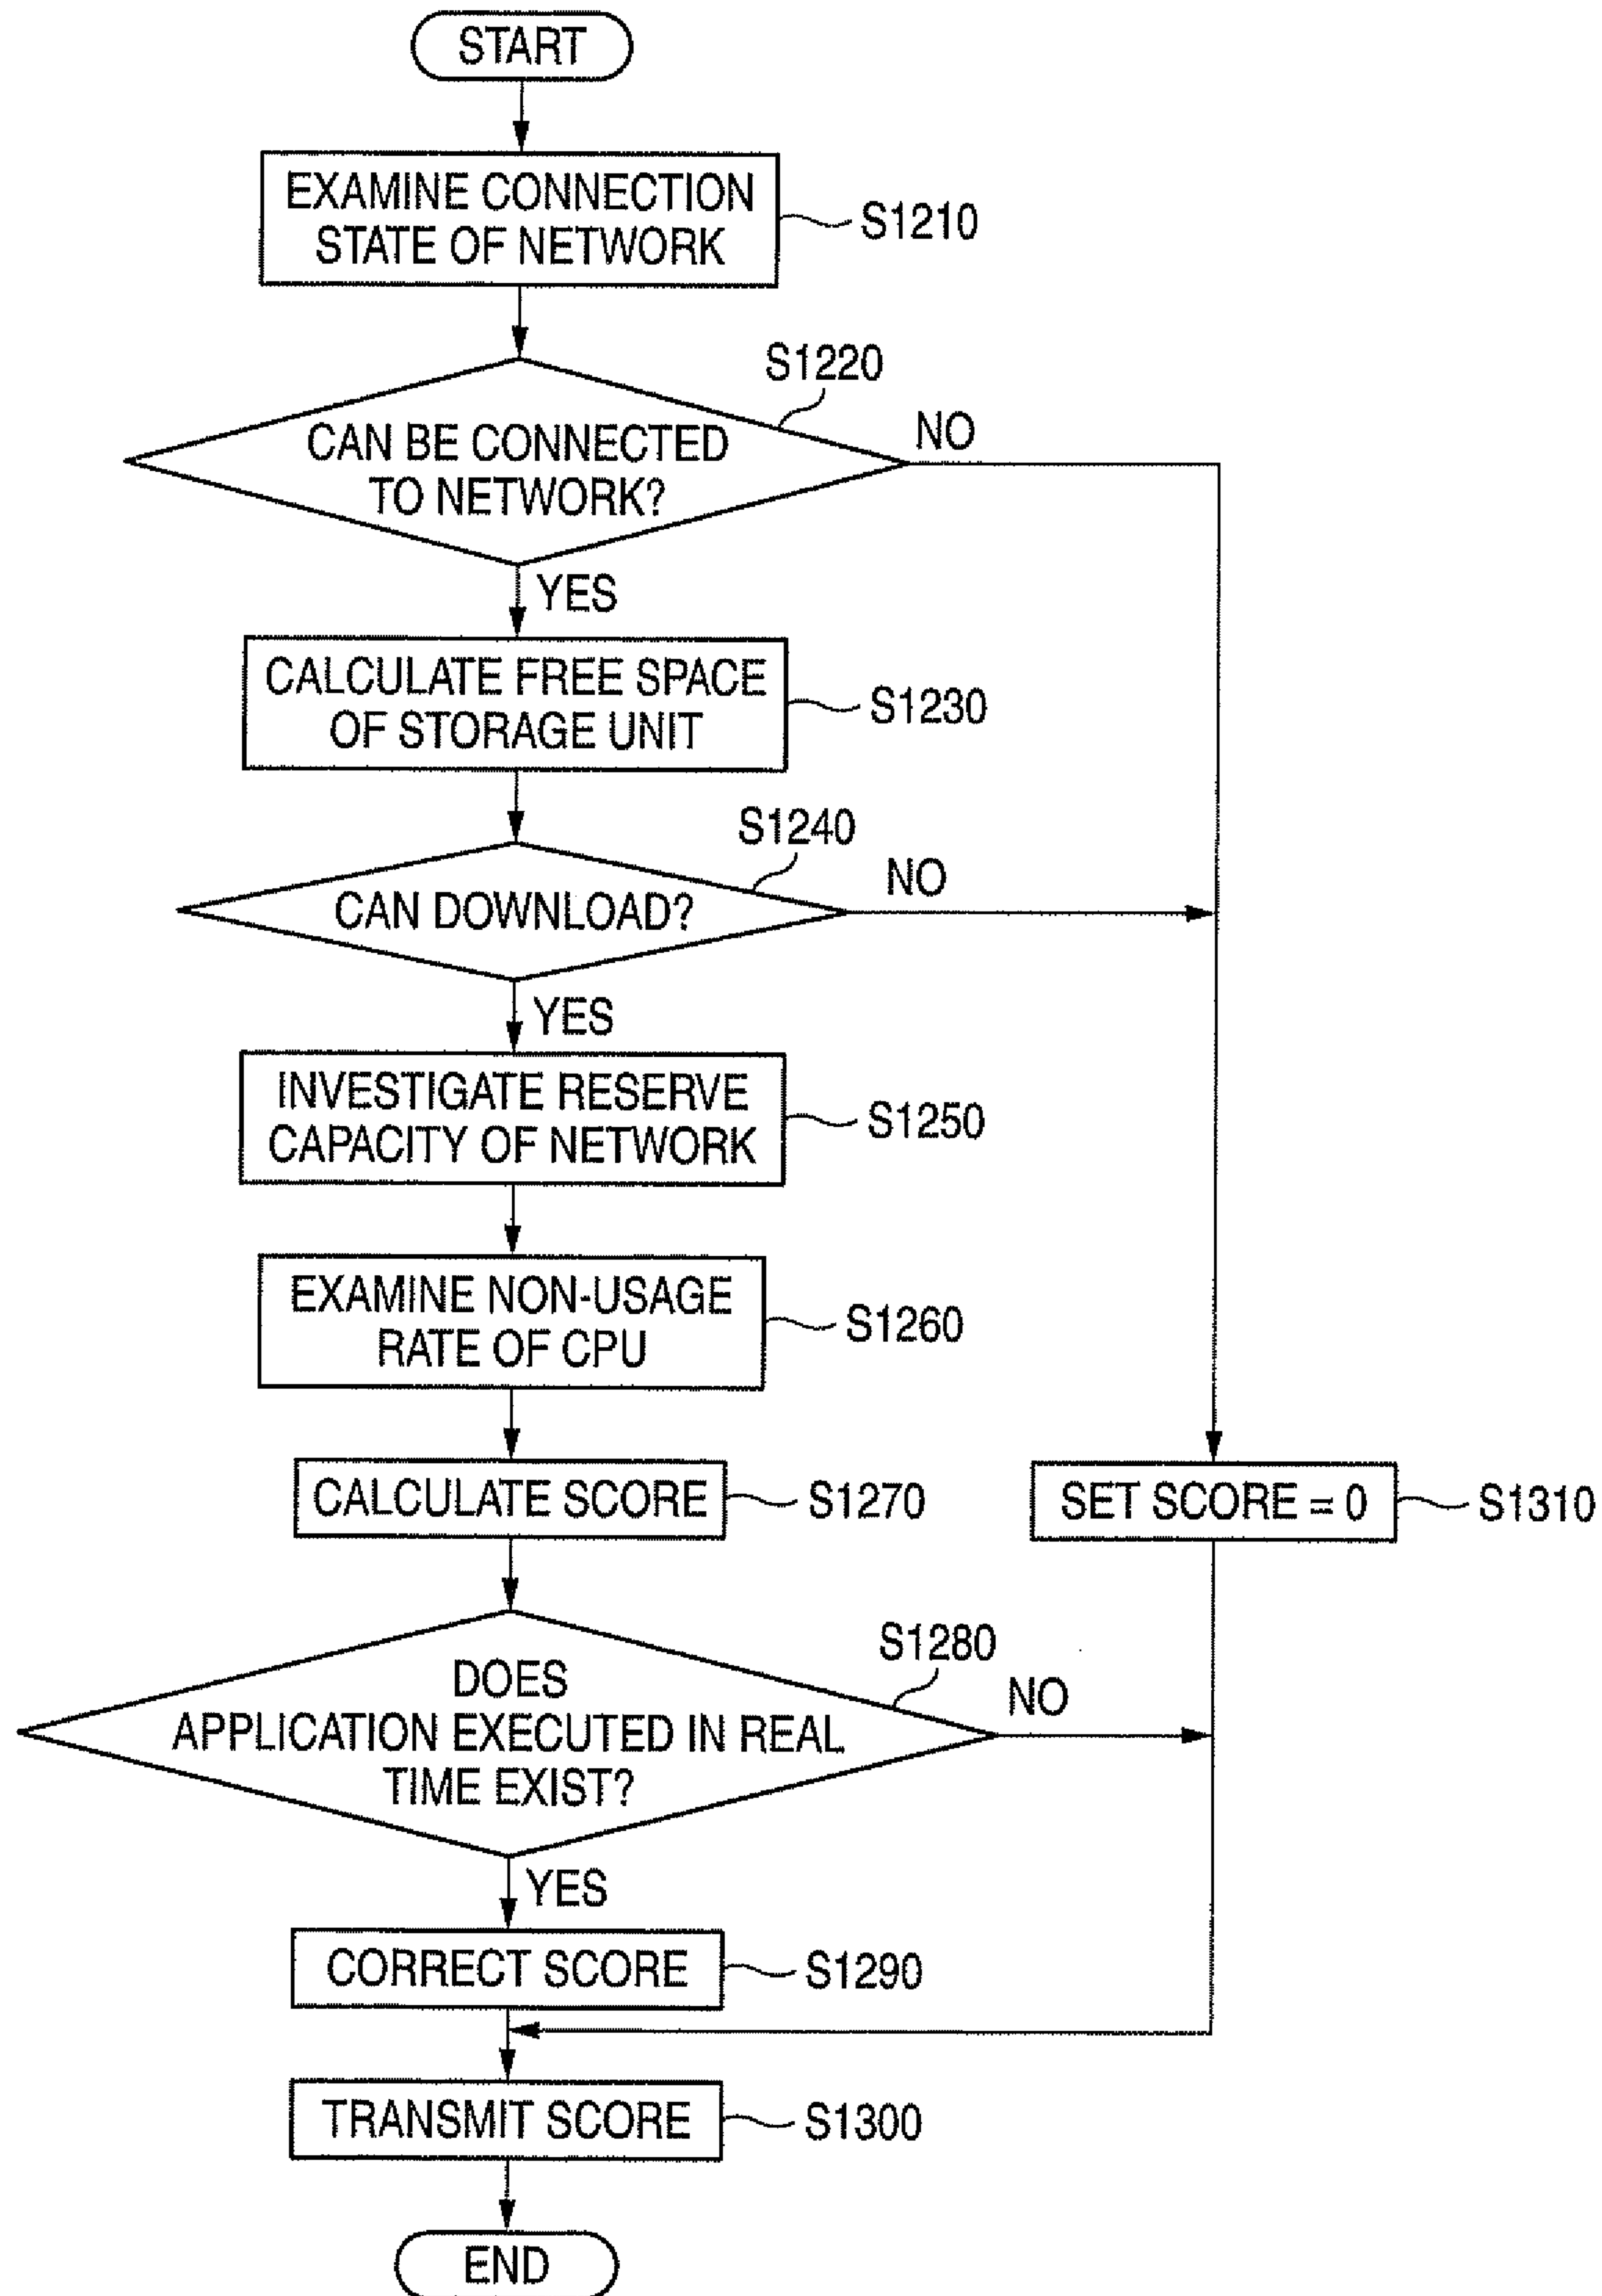 START
EXAMINE CONNECTION
STATE OF NETWORK
S1210
S1220
CAN BE CONNECTED
TO NETWORK?
NO
YES
CALCULATE FREE SPACE
OF STORAGE UNIT
S1230
S1240
CAN DOWNLOAD?
NO
YES
INVESTIGATE RESERVE
CAPACITY OF NETWORK
S1250
EXAMINE NON-USAGE
RATE OF CPU
S1260
CALCULATE SCORE
S1270
SET SCORE = 0
S1310
S1280
DOES
APPLICATION EXECUTED IN REAL
TIME EXIST?
NO
YES
CORRECT SCORE
S1290
TRANSMIT SCORE
S1300
END